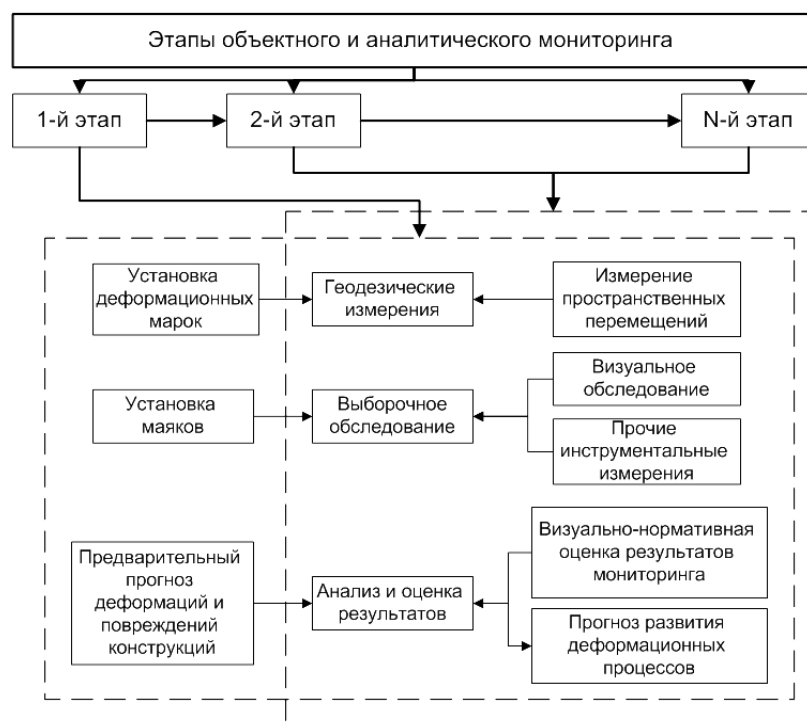 Этапы объектного и аналитического мониторинга
1-й этап
2-й этап
N-й этап
Установка
деформационных
марок
Геодезические
измерения
Измерение
пространственных
перемещений
Установка
маяков
Выборочное
обследование
Визуальное
обследование
Прочие
инструментальные
измерения
Предварительный
прогноз
деформаций и
повреждений
конструкций
Анализ и оценка
результатов
Визуально-нормативная
оценка результатов
мониторинга
Прогноз развития
деформационных
процессов